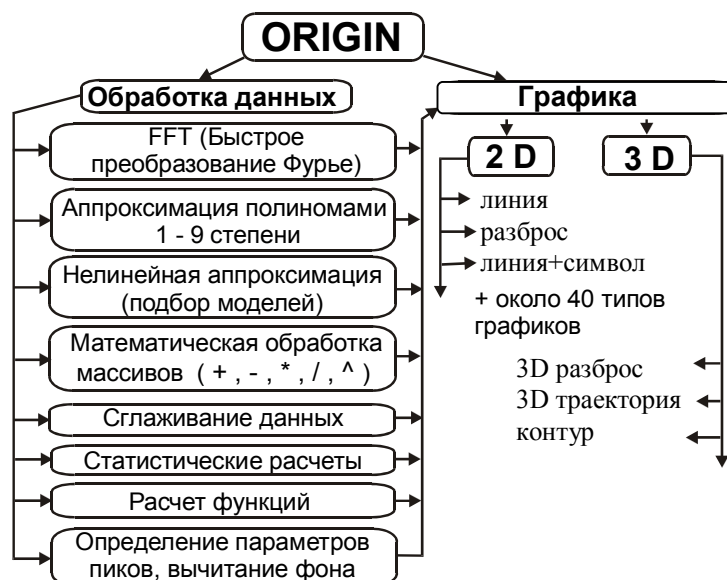 ORIGIN
Обработка данных
FFT (Быстрое
преобразование Фурье)
Аппроксимация полиномами
1 - 9 степени
Нелинейная аппроксимация
(подбор моделей)
Математическая обработка
массивов ( + , - , * , / , ^ )
Сглаживание данных
Статистические расчеты
Расчет функций
Определение параметров
пиков, вычитание фона
Графика
2 D
3 D
линия
разброс
линия+символ
+ около 40 типов
графиков
3D разброс
3D траектория
контур